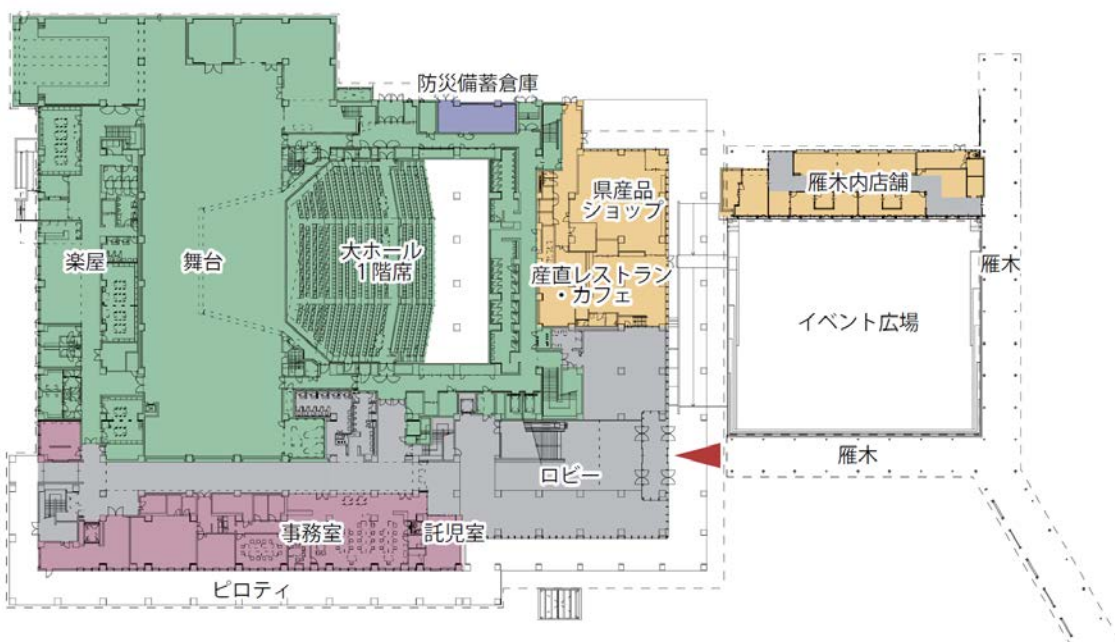 防災備蓄倉庫
県産品
ショップ
雁木内店舗
楽屋
舞台
大ホール
1階席
産直レストラン
・カフェ
雁木
イベント広場
雁木
ロビー
事務室
託児室
ピロティ